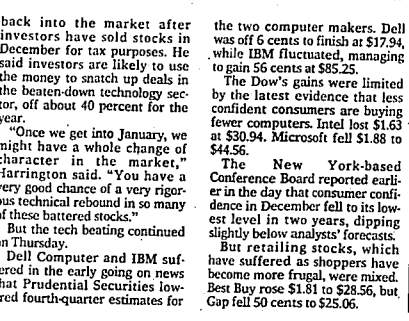 back into the market after
investors have sold stocks in
December for tax purposes. He
said investors are likely to use
the money to snatch up deals in
the beaten-down technology sec-
tor, off about 40 percent for the
year.
"Once we get into January, we
might have a whole change of
character in the market,"
Harrington said. "You have a
very good chance of a very rigor-
ous technical rebound in so many
of these battered stocks."
But the tech beating continued
on Thursday.
Dell Computer and IBM suf-
ered in the early going on news
that Prudential Securities low-
red fourth-quarter estimates for
the two computer makers. Dell
was off 6 cents to finish at $17.94,
while IBM fluctuated, managing
to gain 56 cents at $85.25.
The Dow's gains were limited
by the latest evidence that less
confident consumers are buying
fewer computers. Intel lost $1.63
at $30.94. Microsoft fell $1.88 to
$44.56.
The New York-based
Conference Board reported earli-
er in the day that consumer confi-
dence in December fell to its low-
est level in two years, dipping
slightly below analysts' forecasts.
But retailing stocks, which
have suffered as shoppers have
become more frugal, were mixed.
Best Buy rose $1.81 to $28.56, but
Gap fell 50 cents to $25.06.